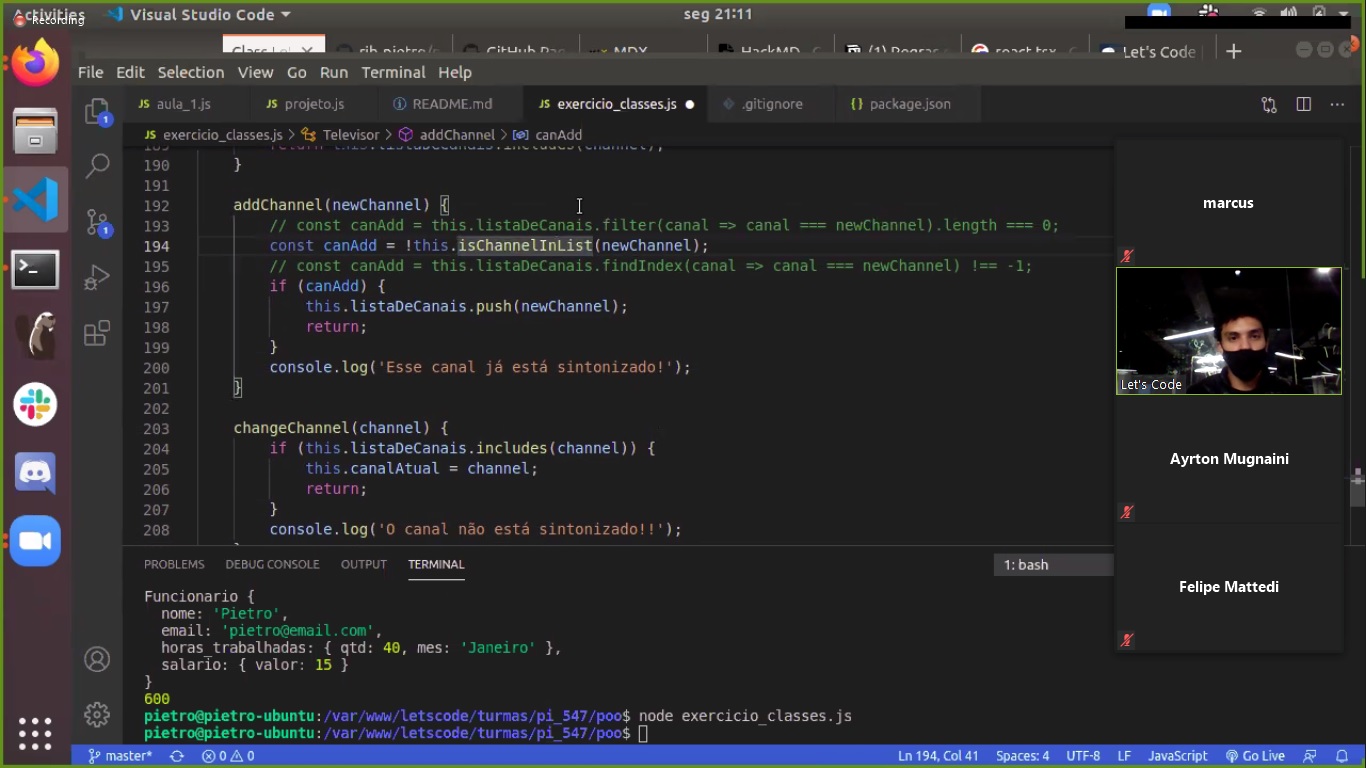 Activities
Recording
Visual Studio Code
seg 21:11
Class Le
rib.pietro/
GitHub Pag
MDX
HackMD
(1) Regras
react tsx
Let's Code
File Edit Selection View Go Run Terminal Help
JS aula_1.js
JS projeto.js
README.md
JS exercicio_classes.js
.gitignore
{} package.json
JS exercicio_classes.js > Televisor > addChannel > canAdd
189 return this.listaDeCanais.includes(channel);
190 }
191
192 addChannel(newChannel) {
193 // const canAdd = this.listaDeCanais.filter(canal => canal === newChannel).length === 0;
194 const canAdd = !this.isChannelInList(newChannel);
195 // const canAdd = this.listaDeCanais.findIndex(canal => canal === newChannel) !== -1;
196 if (canAdd) {
197 this.listaDeCanais.push(newChannel);
198 return;
199 }
200 console.log('Esse canal já está sintonizado!');
201 }
202
203 changeChannel(channel) {
204 if (this.listaDeCanais.includes(channel)) {
205 this.canalAtual = channel;
206 return;
207 }
208 console.log('O canal não está sintonizado!!');
marcus
Let's Code
Ayrton Mugnaini
Felipe Mattedi
PROBLEMS DEBUG CONSOLE OUTPUT TERMINAL
1: bash
Funcionario {
nome: 'Pietro',
email: 'pietro@email.com',
horas_trabalhadas: { qtd: 40, mes: 'Janeiro' },
salario: { valor: 15 }
}
600
pietro@pietro-ubuntu:/var/www/letscode/turmas/pi_547/poo$ node exercicio_classes.js
pietro@pietro-ubuntu:/var/www/letscode/turmas/pi_547/poo$
master* 0 0 Ln 194, Col 41 Spaces: 4 UTF-8 LF JavaScript Go Live